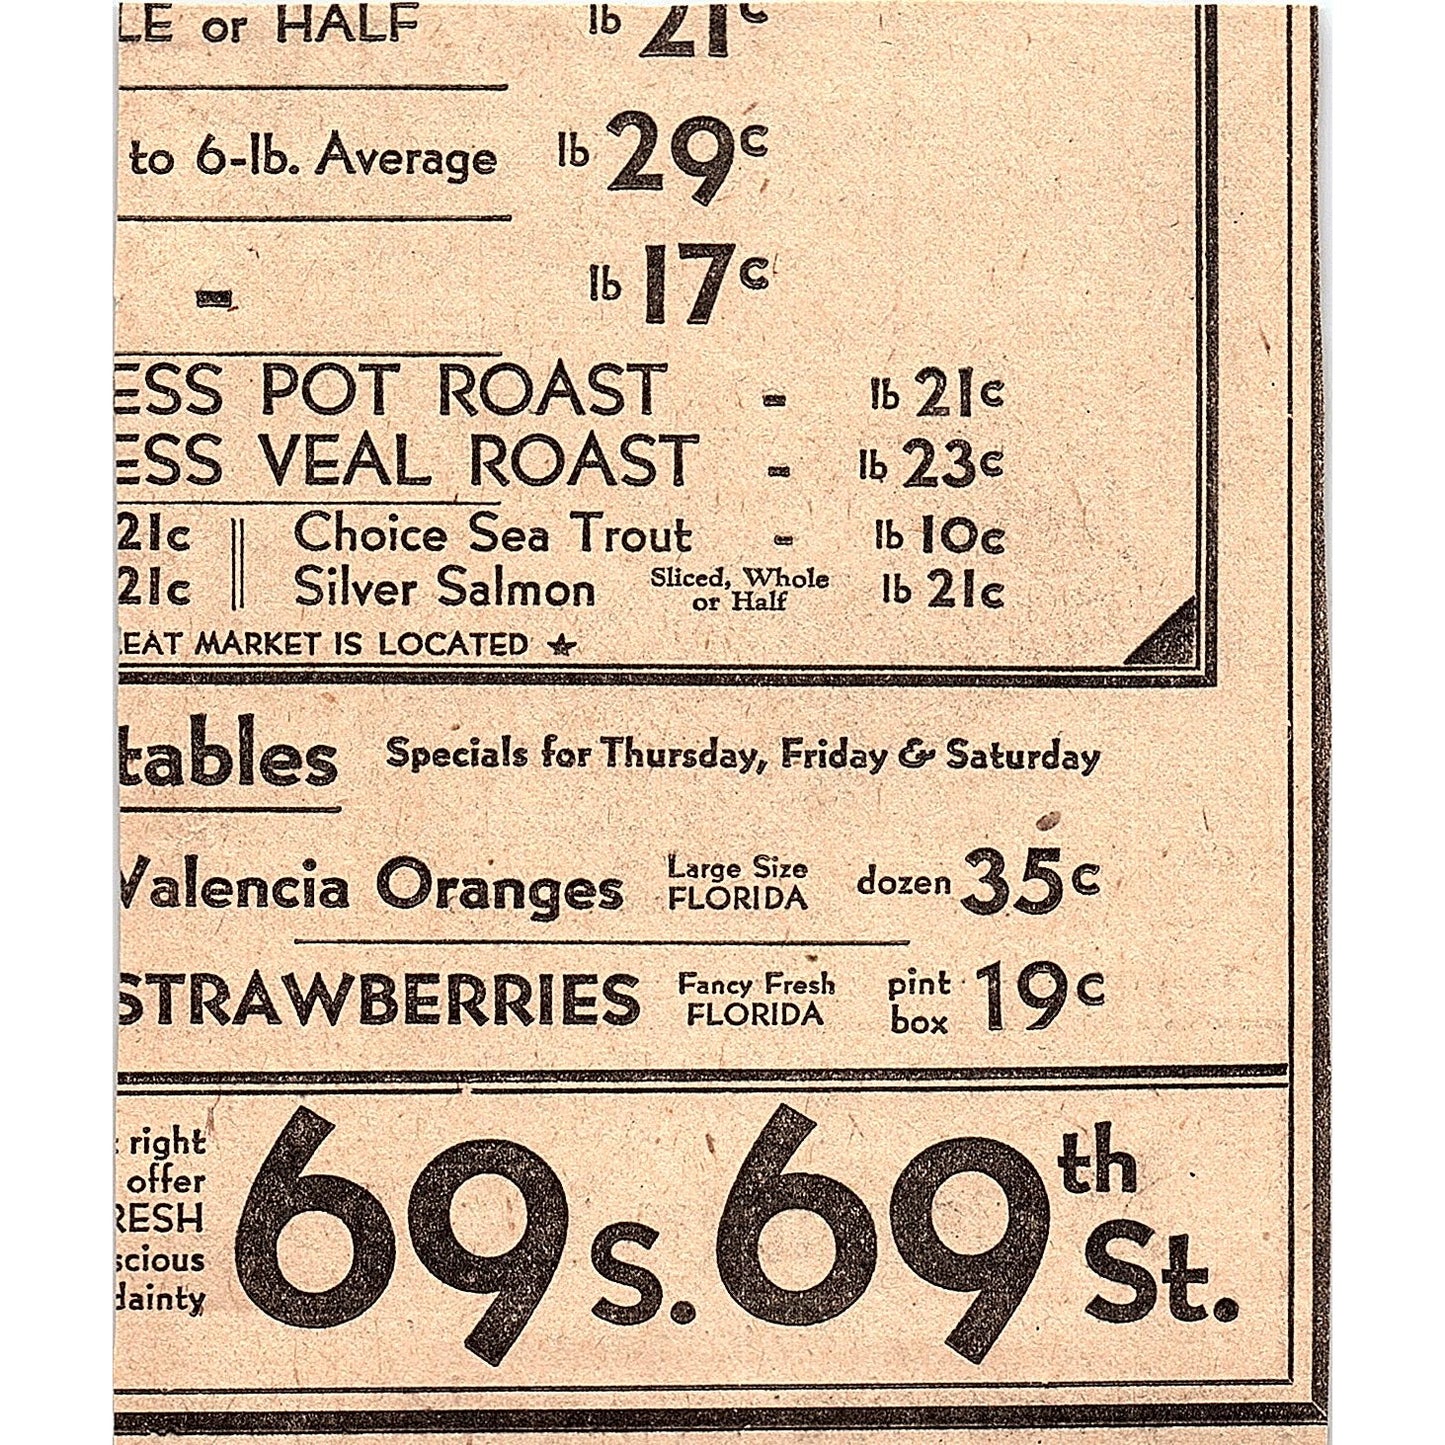 LE or HALF lb 21c
to 6-lb. Average lb 29c
- lb 17c
ESS POT ROAST - lb 21c
ESS VEAL ROAST - lb 23c
21c Choice Sea Trout - lb 10c
21c Silver Salmon Sliced, Whole or Half lb 21c
EAT MARKET IS LOCATED ★
tables Specials for Thursday, Friday & Saturday
Valencia Oranges Large Size FLORIDA dozen 35c
STRAWBERRIES Fancy Fresh FLORIDA pint box 19c
right
offer
RESH
scious
dainty
69 s. 69th St.